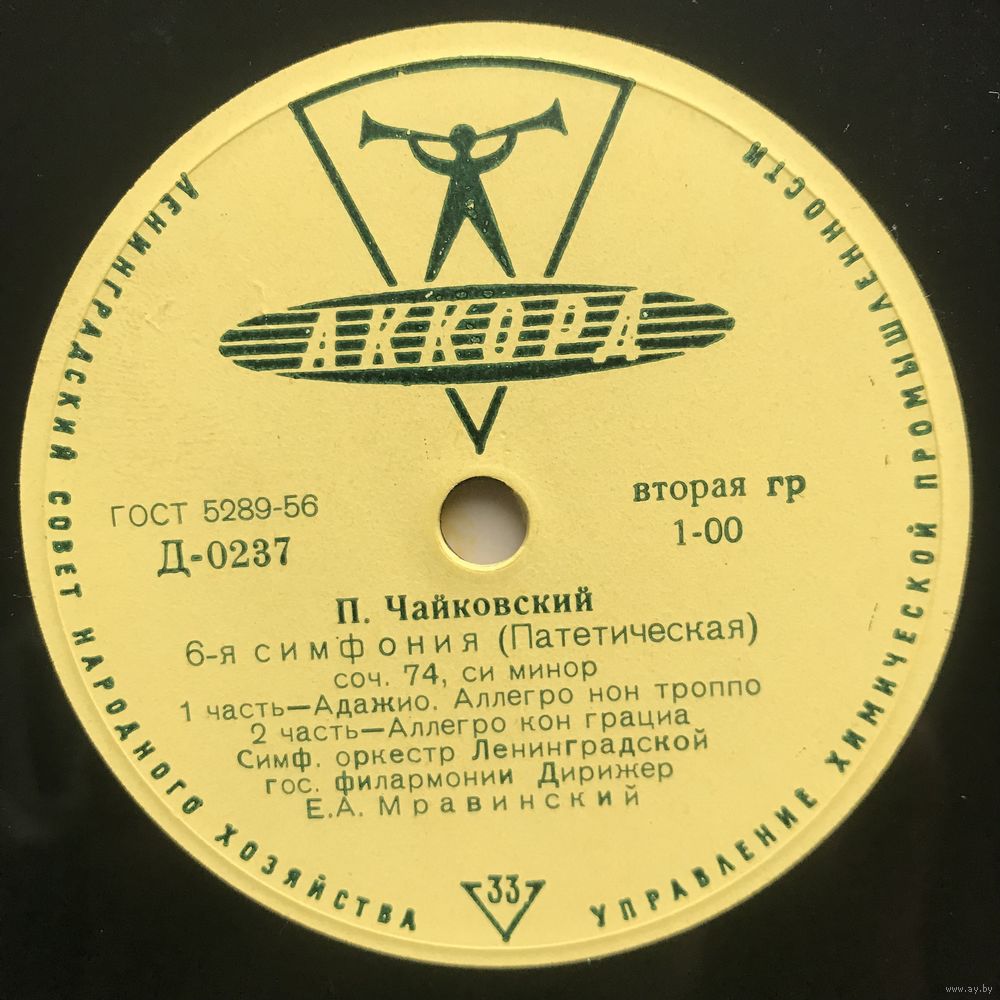 АККОРД
ЛЕНИНГРАДСКИЙ СОВЕТ НАРОДНОГО ХОЗЯЙСТВА
УПРАВЛЕНИЕ ХИМИЧЕСКОЙ ПРОМЫШЛЕННОСТИ
ГОСТ 5289-56
Д-0237
вторая гр
1-00
П. Чайковский
6-я симфония (Патетическая)
соч. 74, си минор
1 часть—Адажио. Аллегро нон троппо
2 часть—Аллегро кон грациа
Симф. оркестр Ленинградской
гос. филармонии Дирижер
Е.А. Мравинский
33
www.ay.by